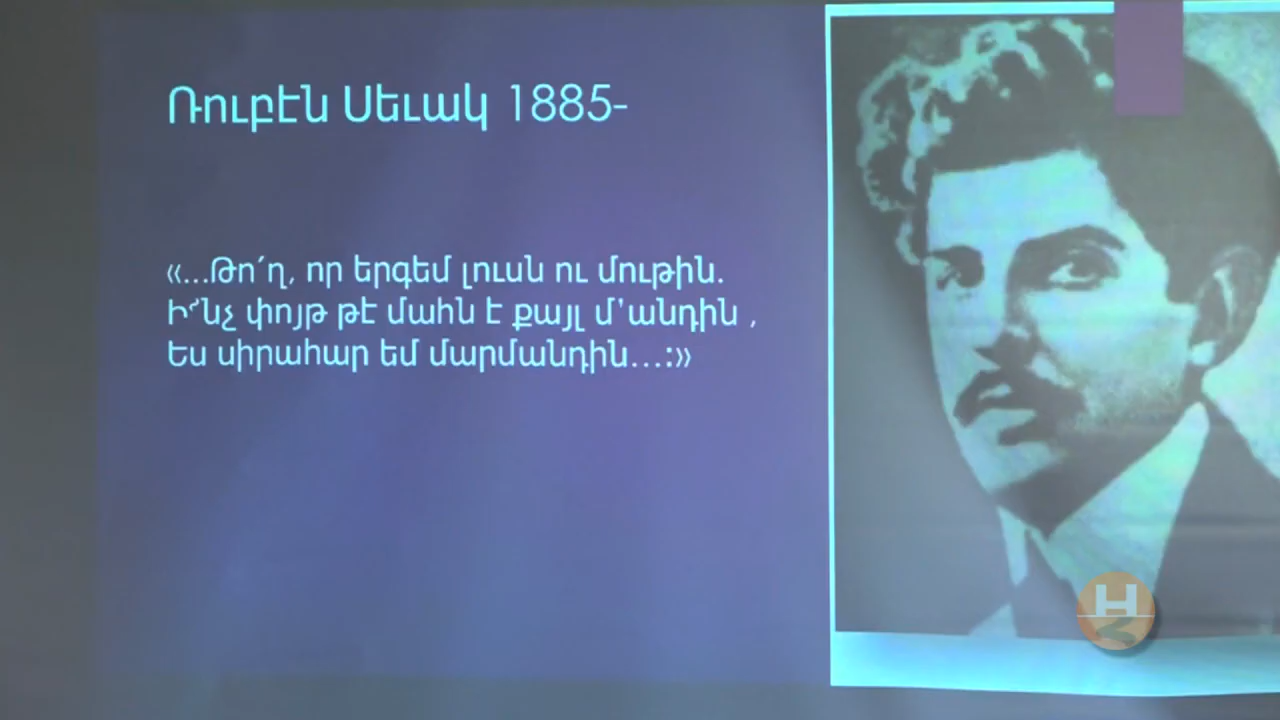 Ռուբէն Սեւակ 1885-
«...Թո՛ղ, որ երգեմ լուսն ու մութին.
Ի՞նչ փոյթ թէ մահն է քայլ մ՚անդին ,
Ես սիրահար եմ մարմանդին...:»
H